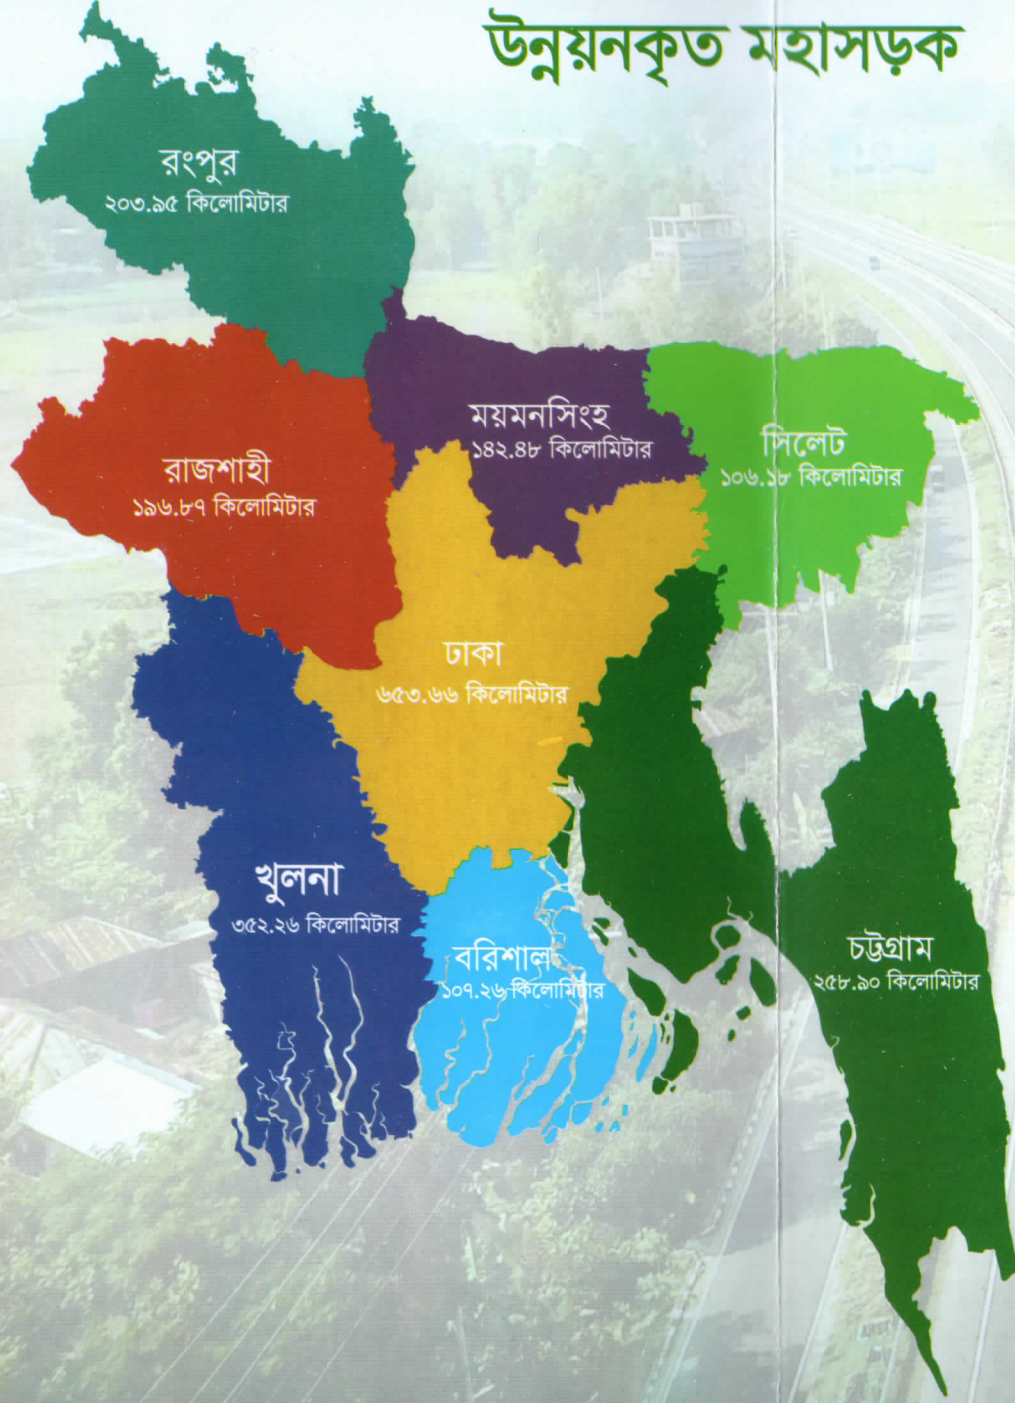 উন্নয়নকৃত মহাসড়ক
রংপুর
২০৩.৯৫ কিলোমিটার
ময়মনসিংহ
১৪২.৪৮ কিলোমিটার
সিলেট
১০৬.১৮ কিলোমিটার
রাজশাহী
১৯৬.৮৭ কিলোমিটার
ঢাকা
৬৫৩.৬৬ কিলোমিটার
খুলনা
৩৫২.২৬ কিলোমিটার
বরিশাল
১০৭.২৬ কিলোমিটার
চট্টগ্রাম
২৫৮.৯০ কিলোমিটার